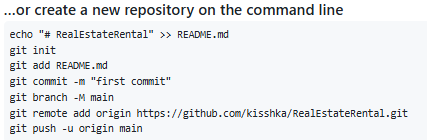 ...or create a new repository on the command line
echo "# RealEstateRental" >> README.md
git init
git add README.md
git commit -m "first commit"
git branch -M main
git remote add origin https://github.com/kisshka/RealEstateRental.git
git push -u origin main